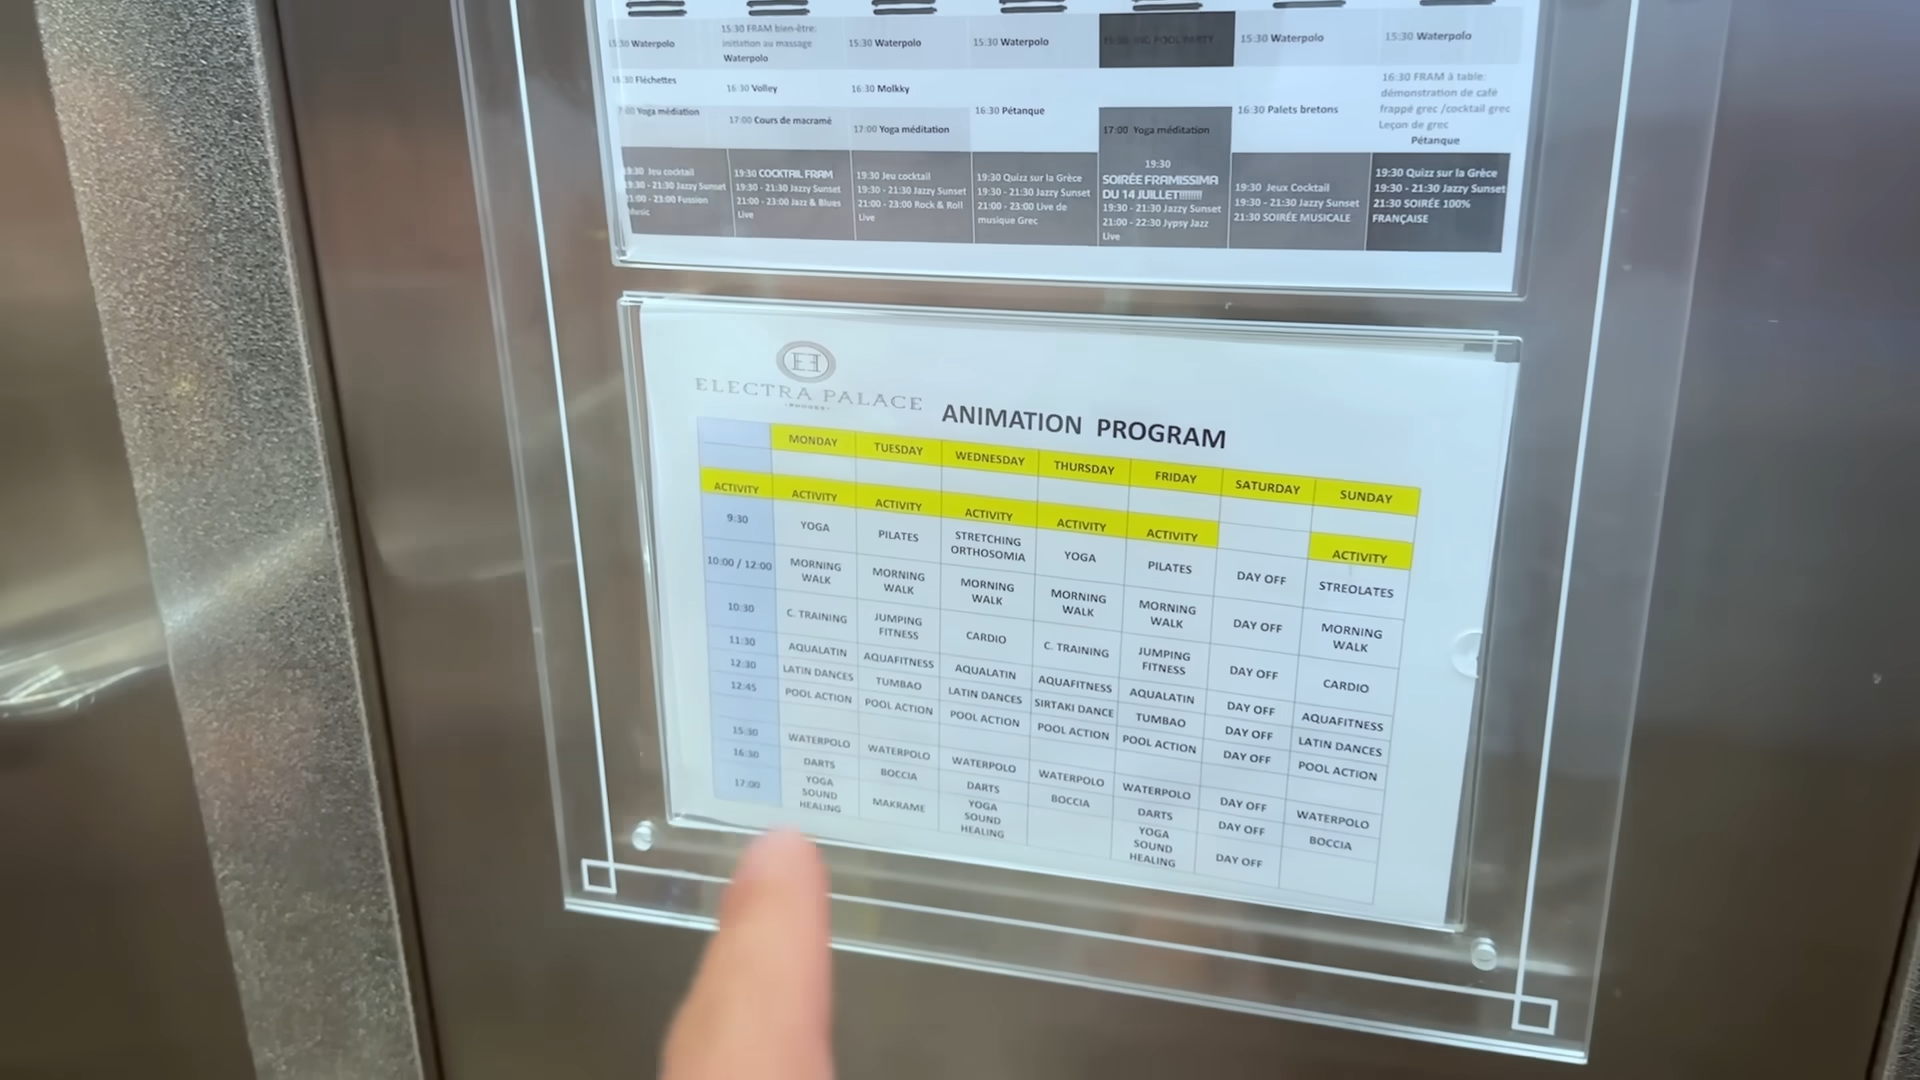 15:30 Waterpolo
15:30 FRAM bien-être:
initiation au massage
Waterpolo
15:30 Waterpolo
15:30 Waterpolo
POOL PARTY
15:30 Waterpolo
15:30 Waterpolo
Fléchettes
16:30 Volley
16:30 Molkky
16:30 Pétanque
16:30 Palets bretons
16:30 FRAM à table:
démonstration de café
frappé grec /cocktail grec
Leçon de grec
Pétanque
Yoga médiation
17:00 Cours de macramé
17:00 Yoga méditation
17:00 Yoga méditation
19:30 Jeu cocktail
19:30 - 21:30 Jazzy Sunset
21:00 - 23:00 Fussion
Music
19:30 COCKTAIL FRAM
19:30 - 21:30 Jazzy Sunset
21:00 - 23:00 Jazz & Blues
Live
19:30 Jeu cocktail
19:30 - 21:30 Jazzy Sunset
21:00 - 23:00 Rock & Roll
Live
19:30 Quizz sur la Grèce
19:30 - 21:30 Jazzy Sunset
21:00 - 23:00 Live de
musique Grec
19:30
SOIRÉE FRAMISSIMA
DU 14 JUILLET!!!!!!!!
19:30 - 21:30 Jazzy Sunset
21:00 - 22:30 Jypsy Jazz
Live
19:30 Jeux Cocktail
19:30 - 21:30 Jazzy Sunset
21:30 SOIRÉE MUSICALE
19:30 Quizz sur la Grèce
19:30 - 21:30 Jazzy Sunset
21:30 SOIRÉE 100%
FRANÇAISE
ELECTRA PALACE
ANIMATION PROGRAM
MONDAY TUESDAY WEDNESDAY THURSDAY FRIDAY SATURDAY SUNDAY
ACTIVITY ACTIVITY ACTIVITY ACTIVITY ACTIVITY ACTIVITY ACTIVITY
9:30 YOGA PILATES STRETCHING ORTHOSOMIA YOGA PILATES DAY OFF STREOLATES
10:00 / 12:00 MORNING WALK MORNING WALK MORNING WALK MORNING WALK MORNING WALK DAY OFF MORNING WALK
10:30 C. TRAINING JUMPING FITNESS CARDIO C. TRAINING JUMPING FITNESS DAY OFF CARDIO
11:30 AQUALATIN AQUAFITNESS AQUALATIN AQUAFITNESS AQUALATIN DAY OFF AQUAFITNESS
12:30 LATIN DANCES TUMBAO LATIN DANCES SIRTAKI DANCE TUMBAO DAY OFF LATIN DANCES
12:45 POOL ACTION POOL ACTION POOL ACTION POOL ACTION POOL ACTION DAY OFF POOL ACTION
15:30 WATERPOLO WATERPOLO WATERPOLO WATERPOLO WATERPOLO DAY OFF WATERPOLO
16:30 DARTS BOCCIA DARTS BOCCIA DARTS DAY OFF BOCCIA
17:00 YOGA SOUND HEALING MAKRAME YOGA SOUND HEALING YOGA SOUND HEALING DAY OFF